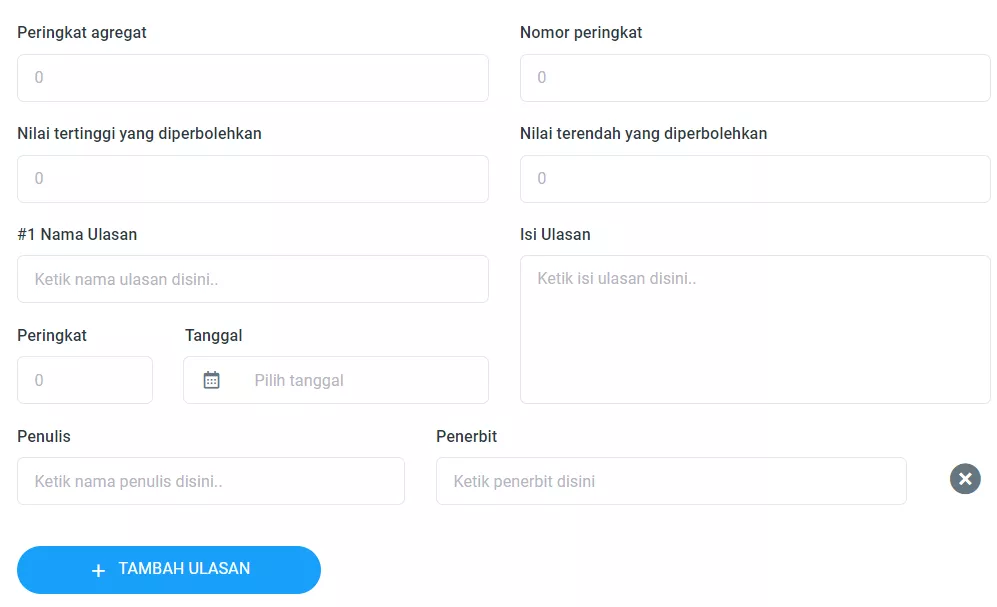 Peringkat agregat
Nomor peringkat
0
0
Nilai tertinggi yang diperbolehkan
Nilai terendah yang diperbolehkan
0
0
#1 Nama Ulasan
Isi Ulasan
Ketik nama ulasan disini..
Ketik isi ulasan disini..
Peringkat
Tanggal
0
Pilih tanggal
Penulis
Penerbit
Ketik nama penulis disini..
Ketik penerbit disini
+ TAMBAH ULASAN